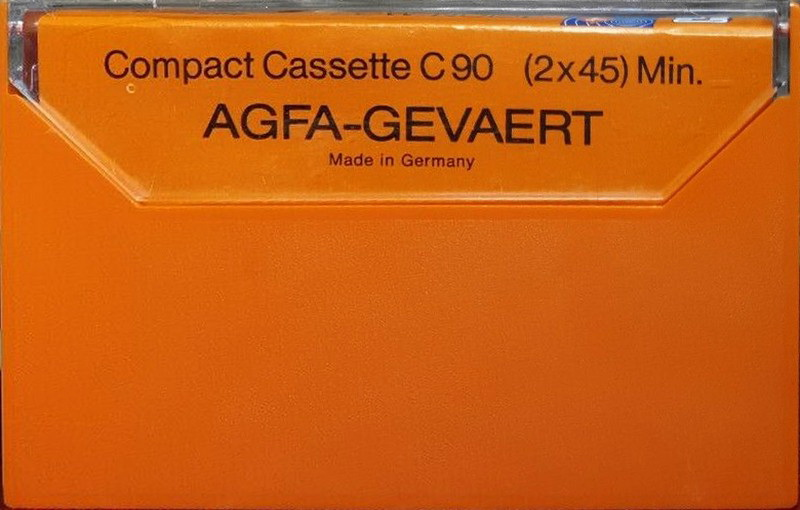 Compact Cassette C 90 (2x45) Min.
AGFA-GEVAERT
Made in Germany